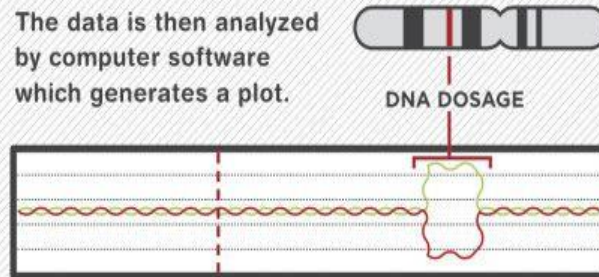 The data is then analyzed
by computer software
which generates a plot.
DNA DOSAGE